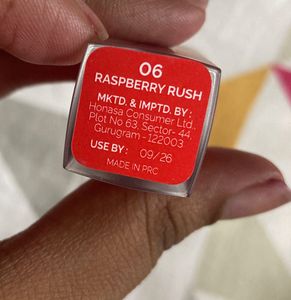 06
RASPBERRY RUSH
MKTD. & IMPTD. BY :
Honasa Consumer Ltd.
Plot No 63, Sector- 44,
Gurugram - 122003
USE BY : 09/26
MADE IN PRC